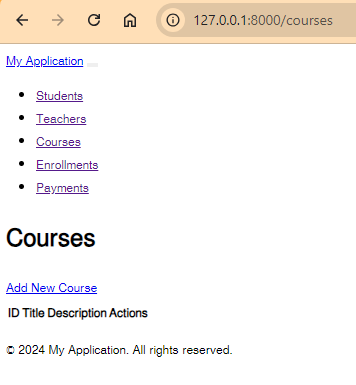 127.0.0.1:8000/courses
My Application
Students
Teachers
Courses
Enrollments
Payments
Courses
Add New Course
ID Title Description Actions
© 2024 My Application. All rights reserved.